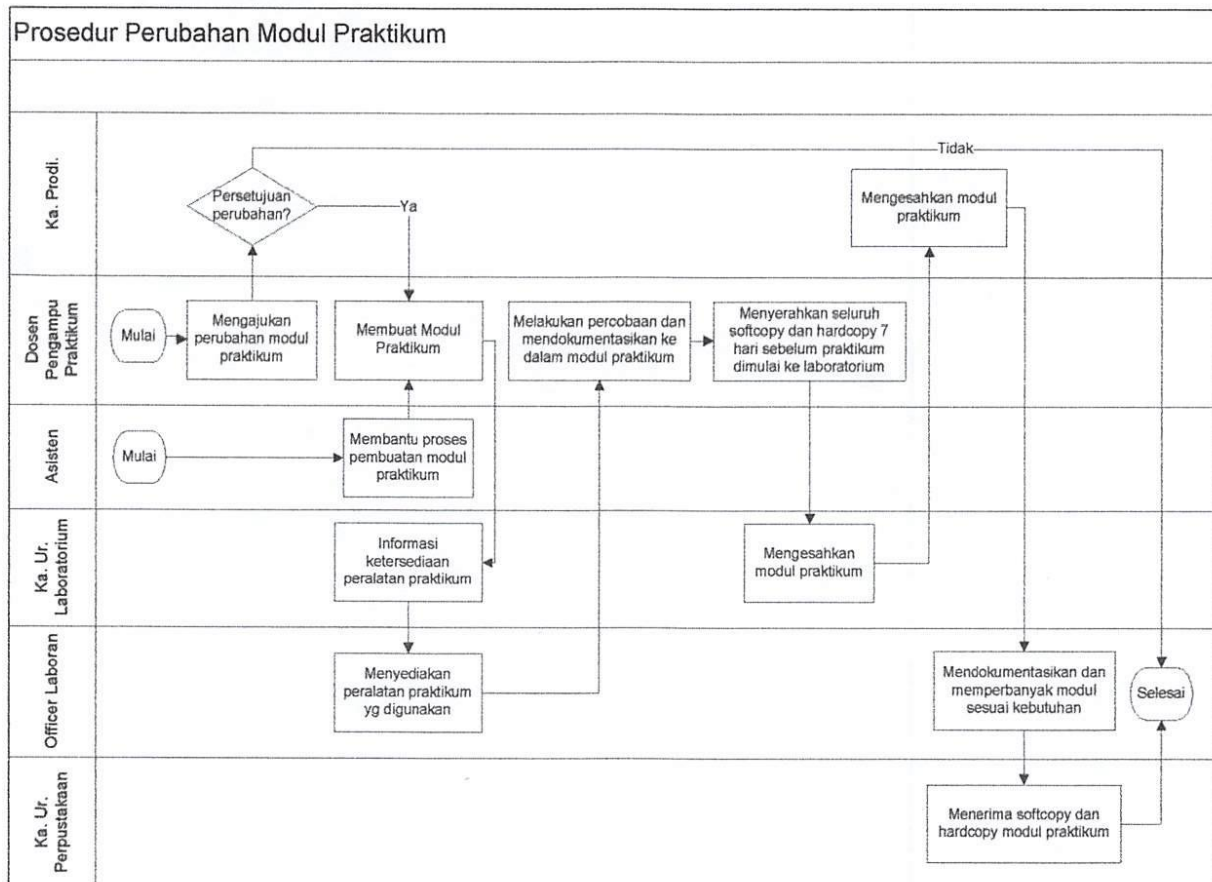 Prosedur Perubahan Modul Praktikum
Ka. Prodi.
Persetujuan
perubahan?
Ya
Tidak
Mengesahkan modul
praktikum
Dosen
Pengampu
Praktikum
Mulai
Mengajukan
perubahan modul
praktikum
Membuat Modul
Praktikum
Melakukan percobaan dan
mendokumentasikan ke
dalam modul praktikum
Menyerahkan seluruh
softcopy dan hardcopy 7
hari sebelum praktikum
dimulai ke laboratorium
Asisten
Mulai
Membantu proses
pembuatan modul
praktikum
Ka. Ur.
Laboratorium
Informasi
ketersediaan
peralatan praktikum
Mengesahkan
modul praktikum
Officer Laboran
Menyediakan
peralatan praktikum
yg digunakan
Mendokumentasikan dan
memperbanyak modul
sesuai kebutuhan
Selesai
Ka. Ur.
Perpustakaan
Menerima softcopy dan
hardcopy modul praktikum